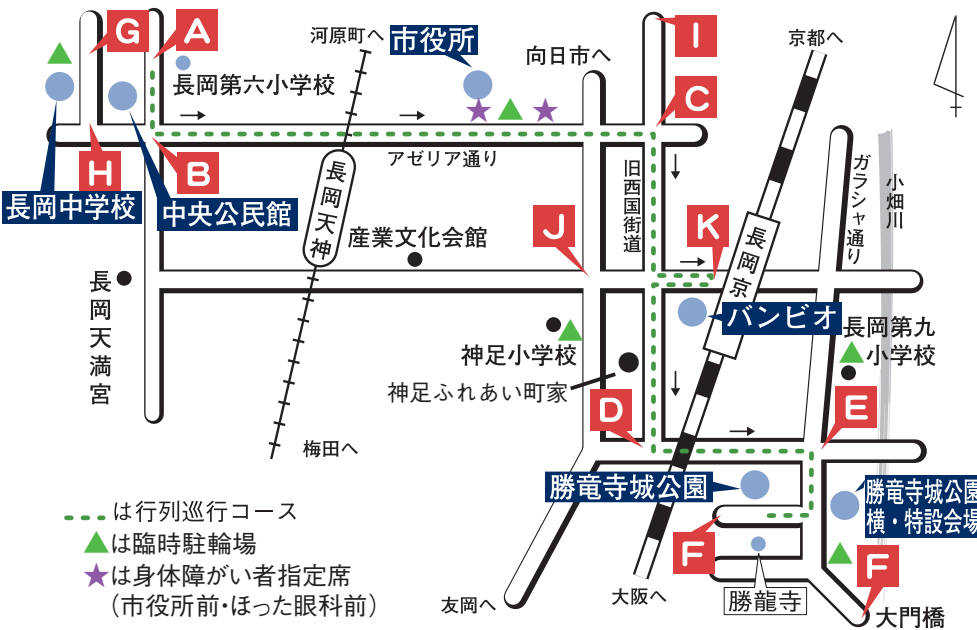 G
A
I
河原町へ
市役所
向日市へ
京都へ
長岡第六小学校
C
アゼリア通り
H
B
長岡中学校
中央公民館
長岡天神
旧西国街道
ガラシャ通り
小畑川
J
K
産業文化会館
長岡京
長岡天満宮
バンビオ
長岡第九
小学校
神足小学校
神足ふれあい町家
D
E
梅田へ
勝竜寺城公園
勝竜寺城公園
横・特設会場
F
F
は行列巡行コース
は臨時駐輪場
は身体障がい者指定席
(市役所前・ほった眼科前)
友岡へ
大阪へ
勝龍寺
大門橋